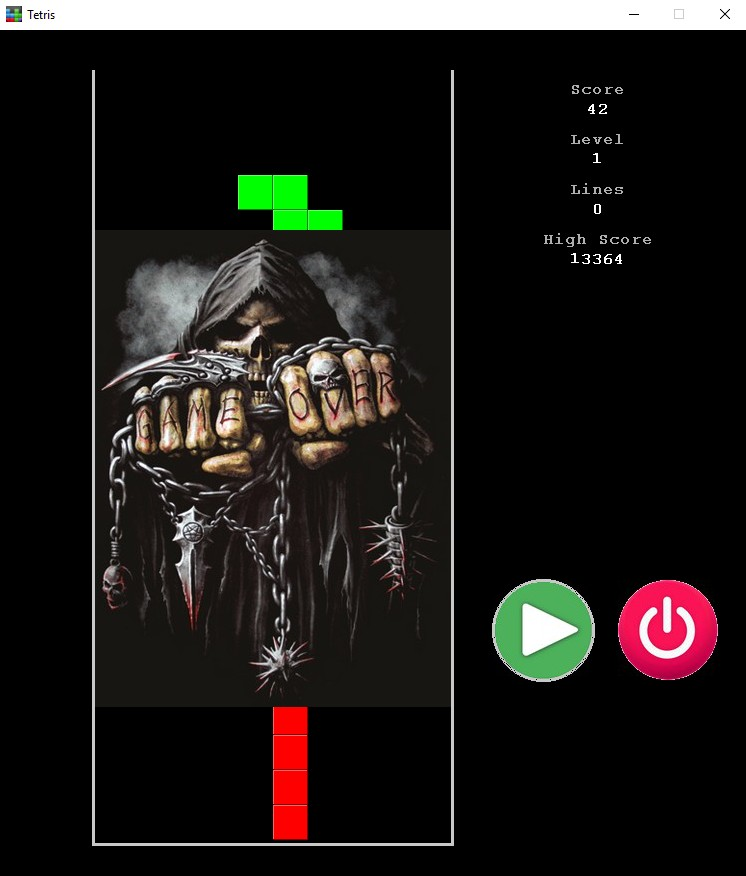 Tetris
Score
42
Level
1
Lines
0
High Score
13364
GAME OVER